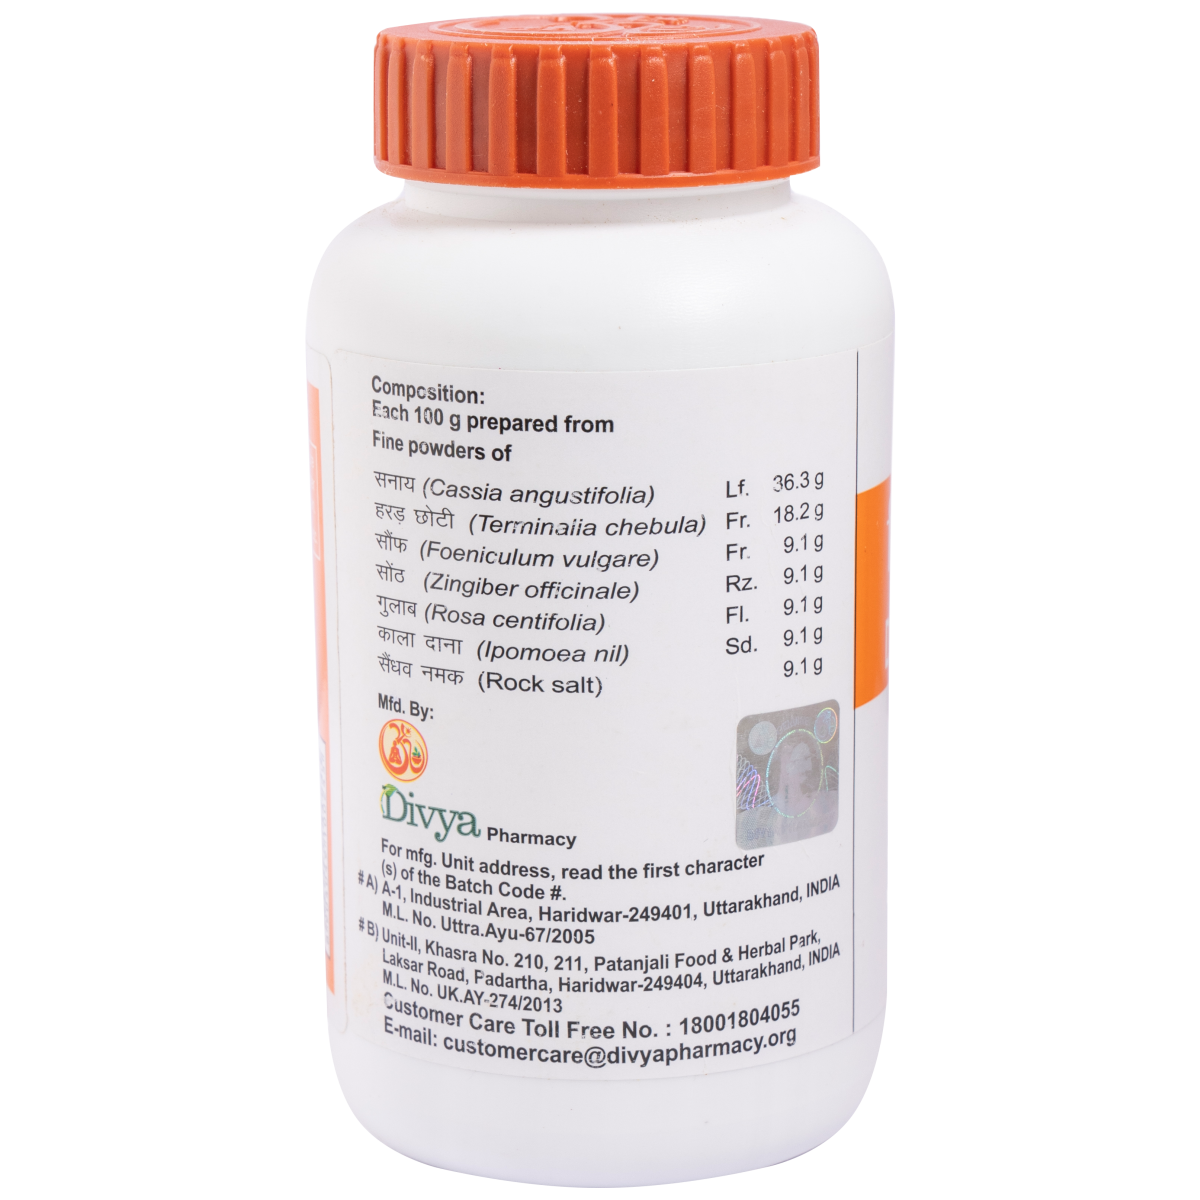 Composition:
Each 100 g prepared from
Fine powders of
सनाय (Cassia angustifolia) Lf. 36.3 g
हरड़ छोटी (Terminalia chebula) Fr. 18.2 g
सौंफ (Foeniculum vulgare) Fr. 9.1 g
सोंठ (Zingiber officinale) Rz. 9.1 g
गुलाब (Rosa centifolia) Fl. 9.1 g
काला दाना (Ipomoea nil) Sd. 9.1 g
सैंधव नमक (Rock salt) 9.1 g
Mfd. By:
Divya Pharmacy
For mfg. Unit address, read the first character
(s) of the Batch Code #.
# A) A-1, Industrial Area, Haridwar-249401, Uttarakhand, INDIA
M.L. No. Uttra.Ayu-67/2005
# B) Unit-II, Khasra No. 210, 211, Patanjali Food & Herbal Park,
Laksar Road, Padartha, Haridwar-249404, Uttarakhand, INDIA
M.L. No. UK.AY-274/2013
Customer Care Toll Free No. : 18001804055
E-mail: customercare@divyapharmacy.org